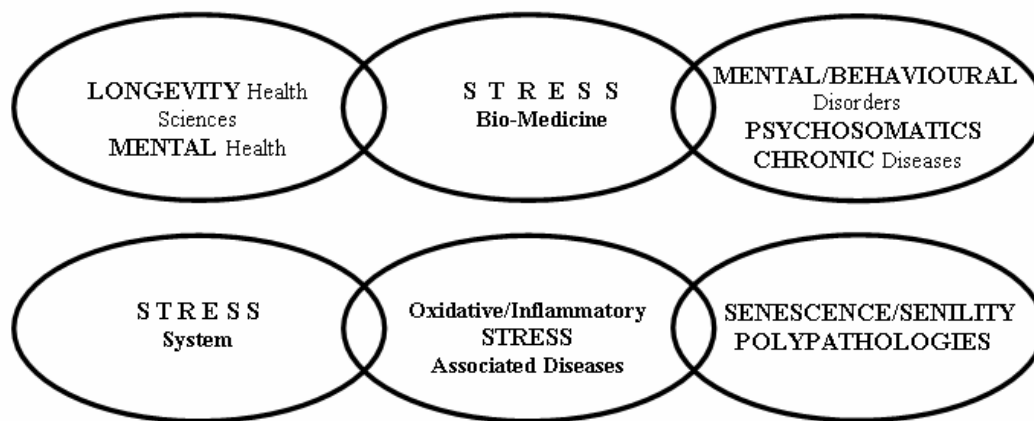 LONGEVITY Health
Sciences
MENTAL Health
S T R E S S
Bio-Medicine
MENTAL/BEHAVIOURAL
Disorders
PSYCHOSOMATICS
CHRONIC Diseases
S T R E S S
System
Oxidative/Inflammatory
STRESS
Associated Diseases
SENESCENCE/SENILITY
POLYPATHOLOGIES